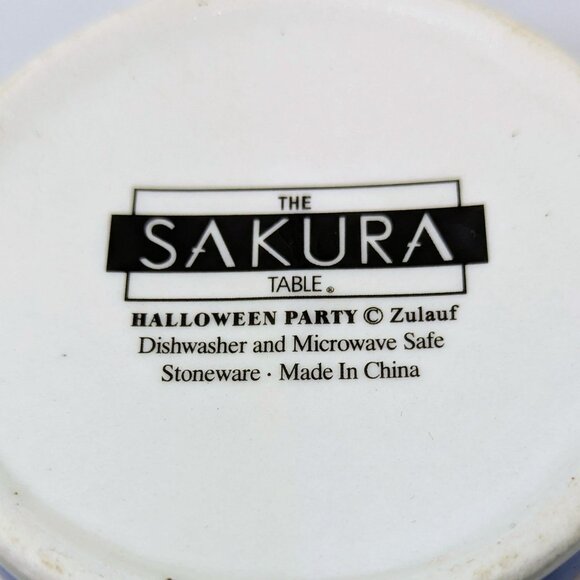 THE
SAKURA
TABLE®
HALLOWEEN PARTY © Zulauf
Dishwasher and Microwave Safe
Stoneware · Made In China